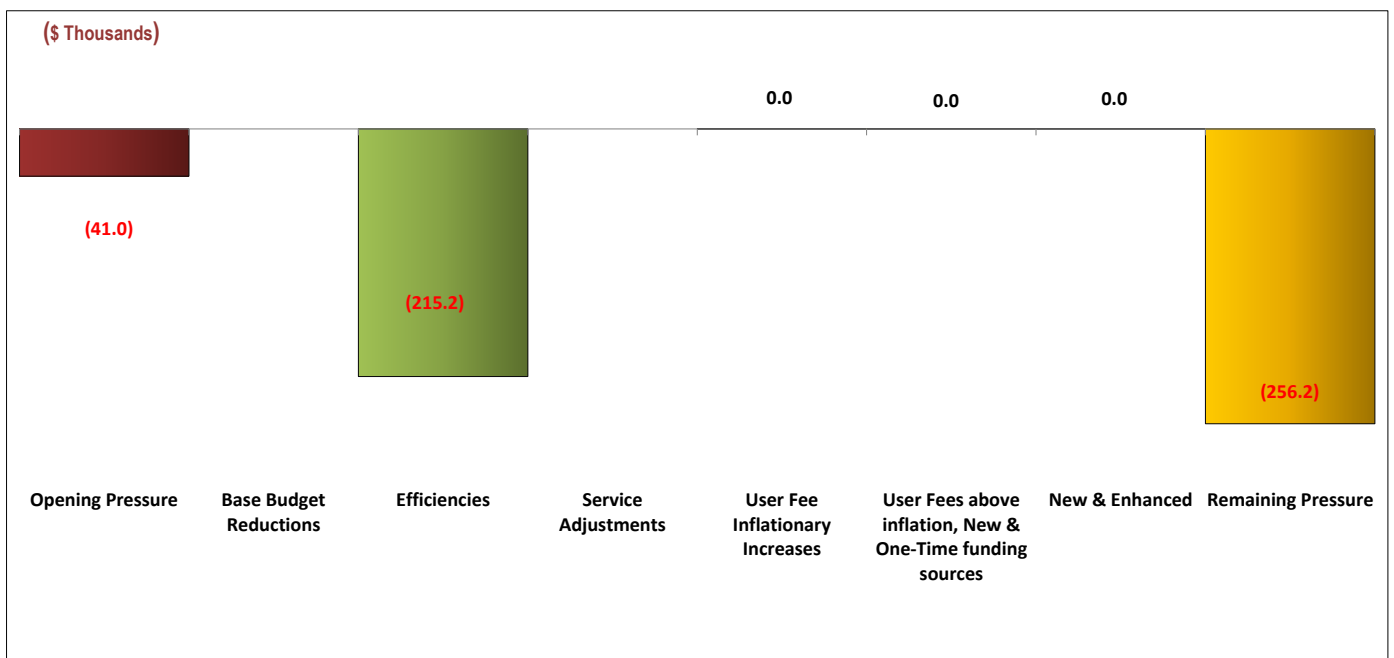 ($ Thousands)
0.0
0.0
0.0
(41.0)
(215.2)
(256.2)
Opening Pressure
Base Budget
Reductions
Efficiencies
Service
Adjustments
User Fee
Inflationary
Increases
User Fees above
inflation, New &
One-Time funding
sources
New & Enhanced
Remaining Pressure